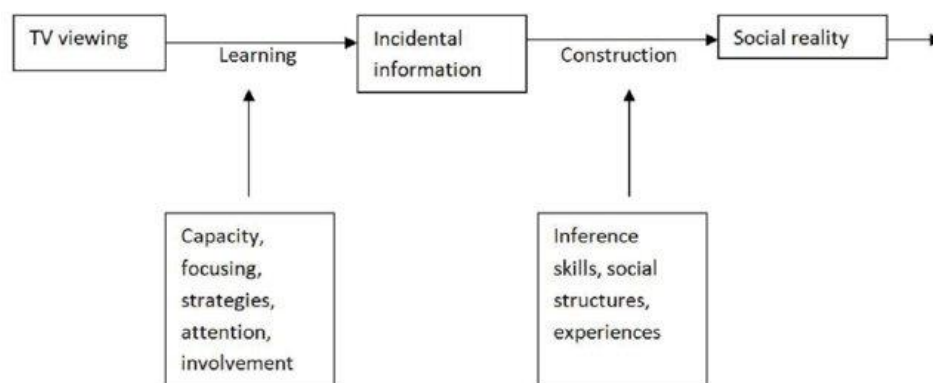 TV viewing
Learning
Incidental
information
Construction
Social reality
Capacity,
focusing,
strategies,
attention,
involvement
Inference
skills, social
structures,
experiences